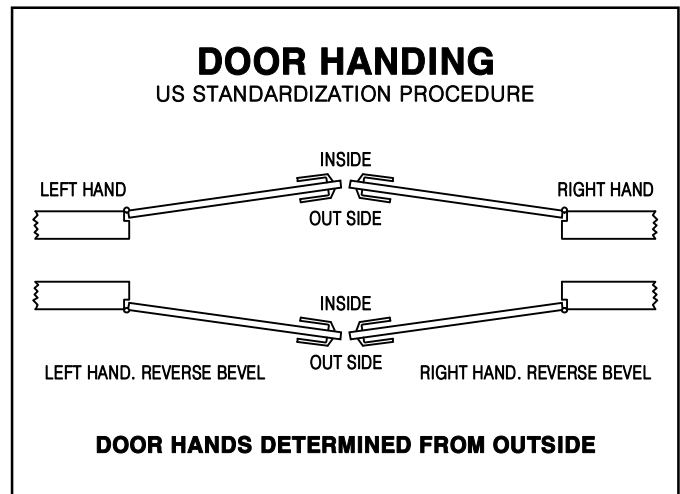 DOOR HANDING
US STANDARDIZATION PROCEDURE
INSIDE
LEFT HAND
RIGHT HAND
OUT SIDE
INSIDE
OUT SIDE
LEFT HAND. REVERSE BEVEL
RIGHT HAND. REVERSE BEVEL
DOOR HANDS DETERMINED FROM OUTSIDE